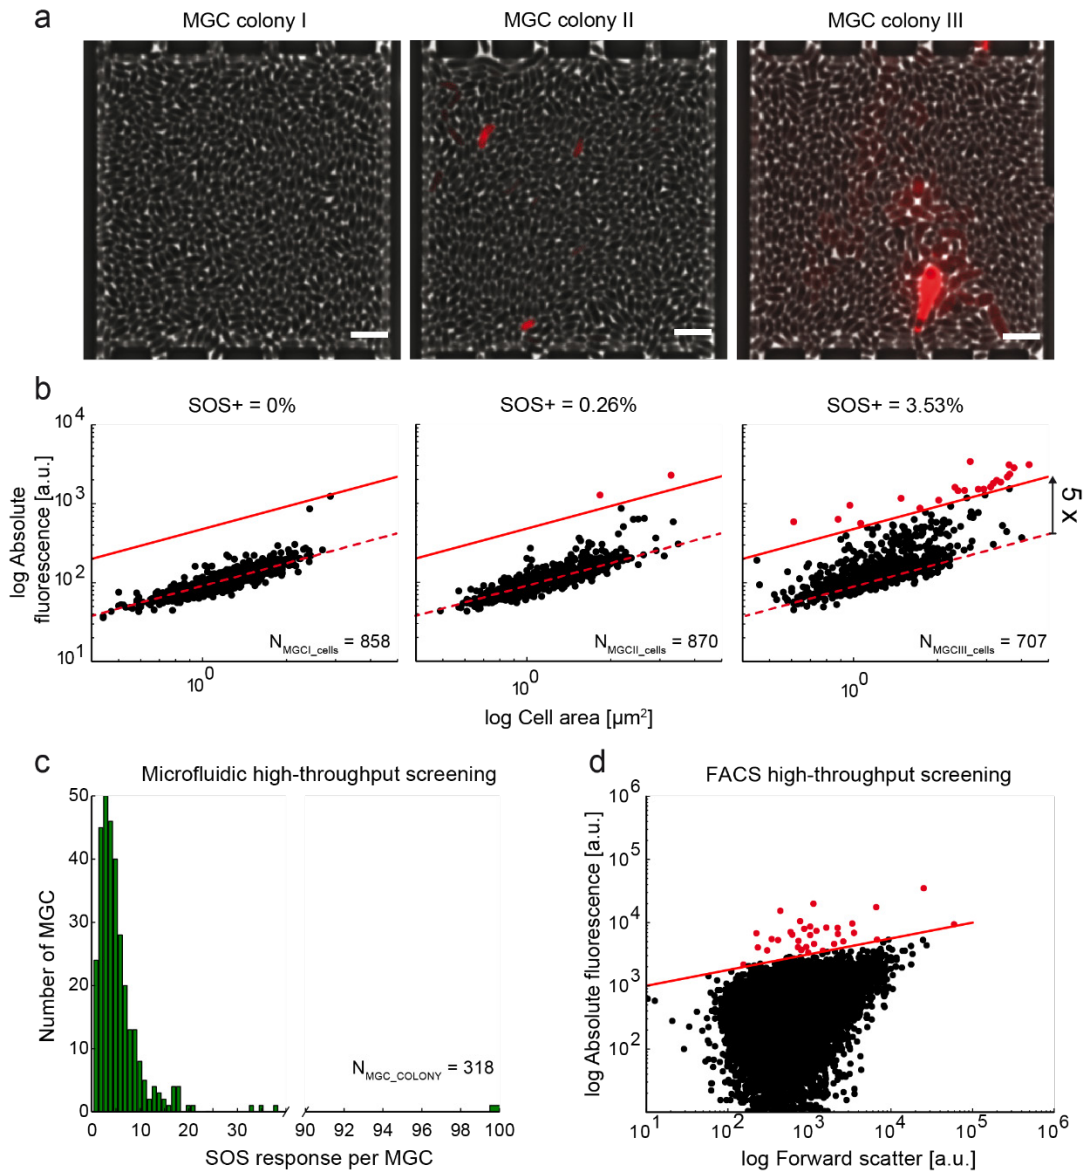 a
MGC colony I
MGC colony II
MGC colony III
b
SOS+ = 0%
SOS+ = 0.26%
SOS+ = 3.53%
log Absolute
fluorescence [a.u.]
10^4
10^3
10^2
10^1
N_MGCI_cells = 858
N_MGCII_cells = 870
N_MGCIII_cells = 707
5 x
10^0
10^0
10^0
log Cell area [µm²]
c
Microfluidic high-throughput screening
Number of MGC
50
40
30
20
10
0
N_MGC_COLONY = 318
0 10 20 30 90 92 94 96 98 100
SOS response per MGC
d
FACS high-throughput screening
log Absolute fluorescence [a.u.]
10^6
10^5
10^4
10^3
10^2
10^1 10^2 10^3 10^4 10^5 10^6
log Forward scatter [a.u.]